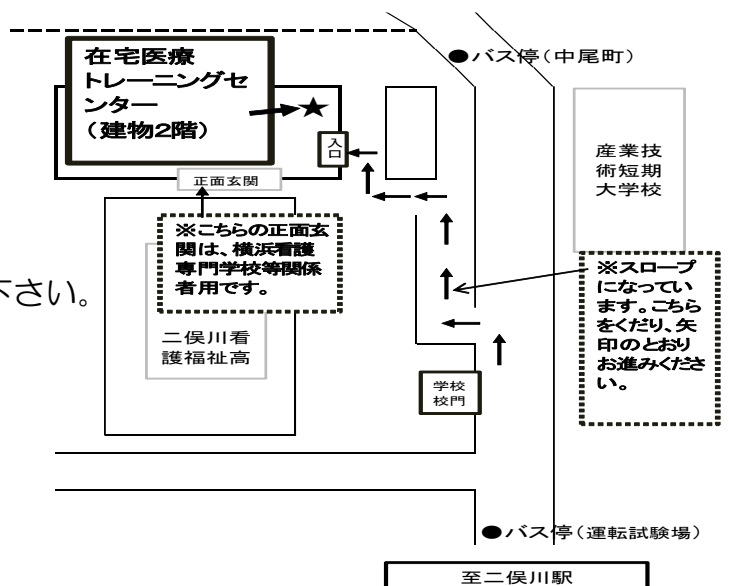 在宅医療
トレーニングセ
ンター
（建物2階）
★
入
口
正面玄関
●バス停（中尾町）
産業技
術短期
大学校
※こちらの正面玄
関は、横浜看護
専門学校等関係
者用です。
※スロープ
になってい
ます。こちら
をくだり、矢
印のとおり
お進みくださ
い。
下さい。
二俣川看
護福祉高
学校
校門
●バス停（運転試験場）
至二俣川駅